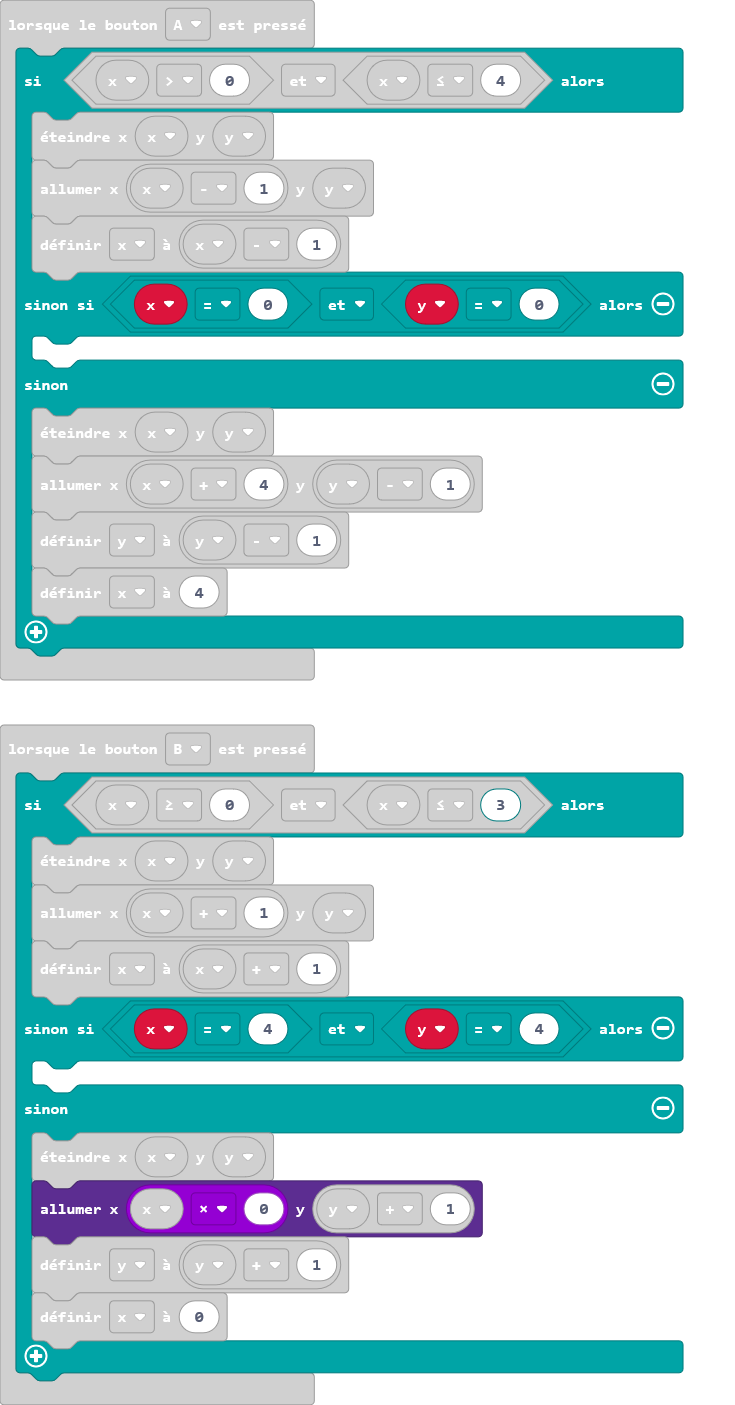 lorsque le bouton A est pressé
si x > 0 et x ≤ 4 alors
éteindre x x y y
allumer x x - 1 y y
définir x à x - 1
sinon si x = 0 et y = 0 alors
sinon
éteindre x x y y
allumer x x + 4 y y - 1
définir y à y - 1
définir x à 4
lorsque le bouton B est pressé
si x ≥ 0 et x ≤ 3 alors
éteindre x x y y
allumer x x + 1 y y
définir x à x + 1
sinon si x = 4 et y = 4 alors
sinon
éteindre x x y y
allumer x x × 0 y y + 1
définir y à y + 1
définir x à 0